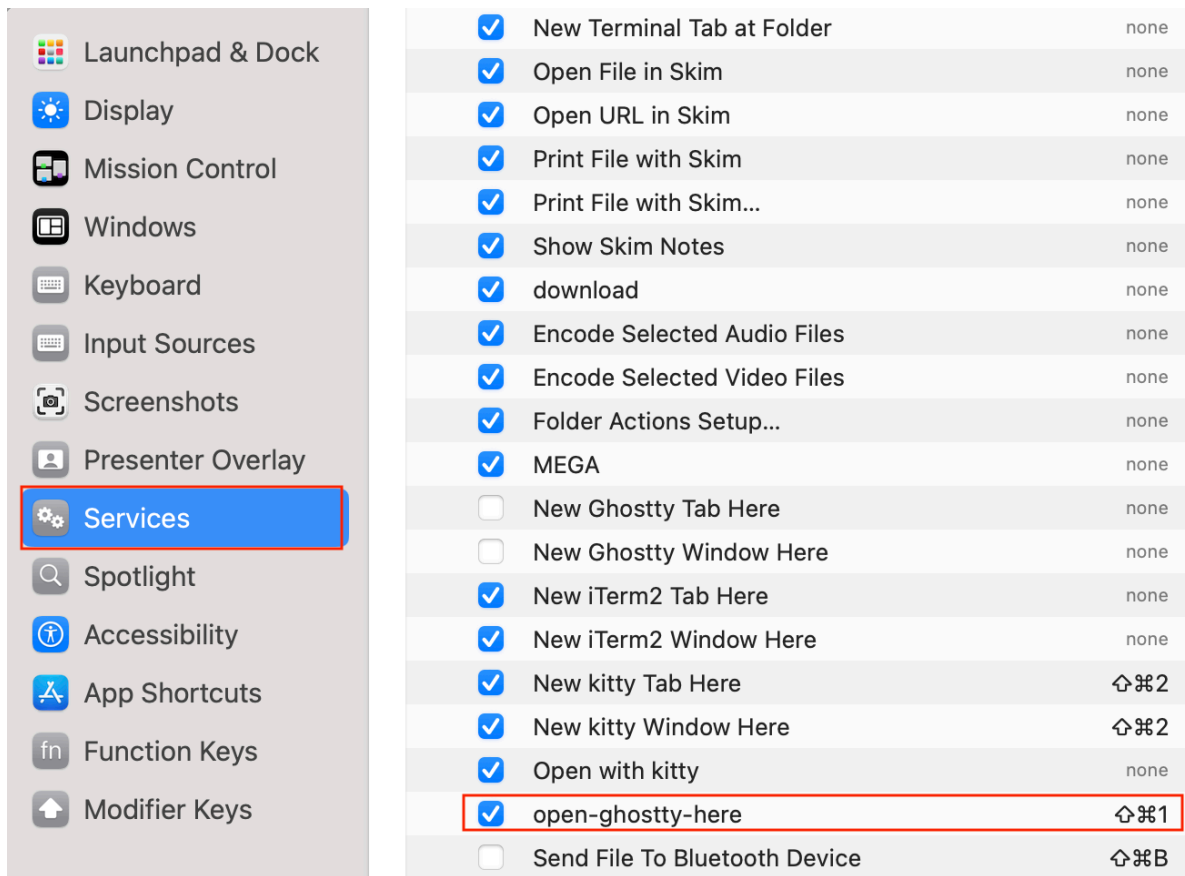 Launchpad & Dock
Display
Mission Control
Windows
Keyboard
Input Sources
Screenshots
Presenter Overlay
Services
Spotlight
Accessibility
App Shortcuts
fn Function Keys
Modifier Keys
New Terminal Tab at Folder none
Open File in Skim none
Open URL in Skim none
Print File with Skim none
Print File with Skim... none
Show Skim Notes none
download none
Encode Selected Audio Files none
Encode Selected Video Files none
Folder Actions Setup... none
MEGA none
New Ghostty Tab Here none
New Ghostty Window Here none
New iTerm2 Tab Here none
New iTerm2 Window Here none
New kitty Tab Here ⇧⌘2
New kitty Window Here ⇧⌘2
Open with kitty none
open-ghostty-here ⇧⌘1
Send File To Bluetooth Device ⇧⌘B